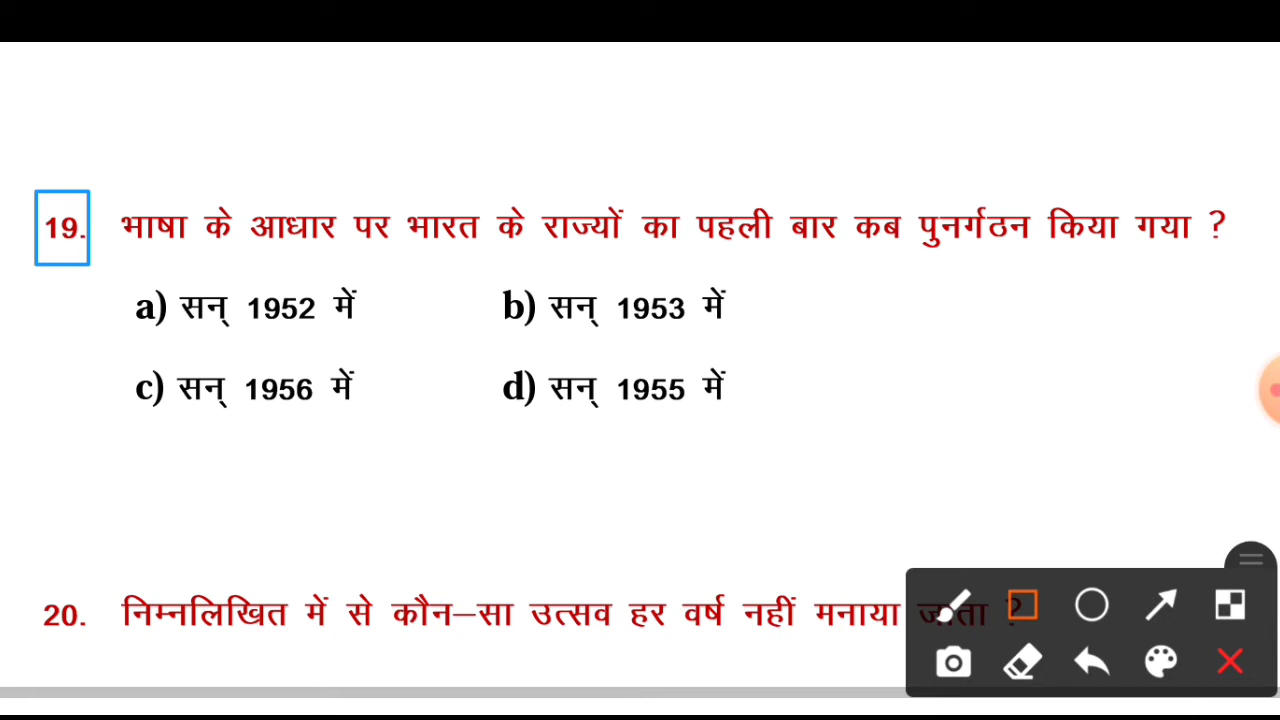 19. भाषा के आधार पर भारत के राज्यों का पहली बार कब पुनर्गठन किया गया ?
a) सन् 1952 में b) सन् 1953 में
c) सन् 1956 में d) सन् 1955 में
20. निम्नलिखित में से कौन–सा उत्सव हर वर्ष नहीं मनाया जाता ?